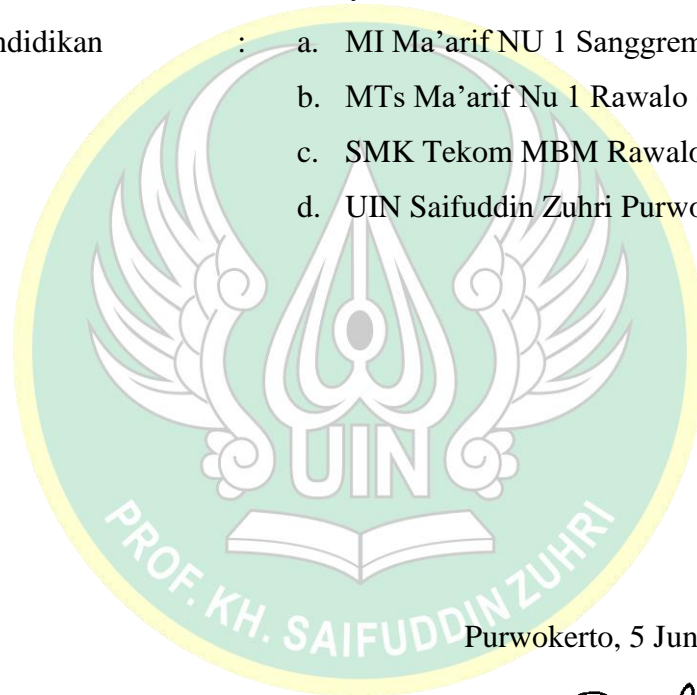 ndidikan : a. MI Ma’arif NU 1 Sanggrem
b. MTs Ma’arif Nu 1 Rawalo
c. SMK Tekom MBM Rawalo
d. UIN Saifuddin Zuhri Purwo
UIN
PROF. KH. SAIFUDDIN ZUHRI
Purwokerto, 5 Jun